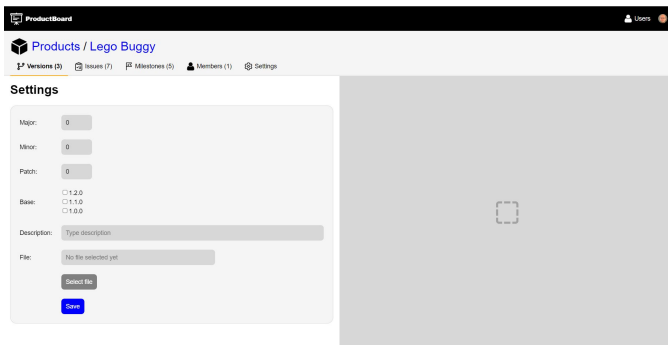 ProductBoard
Users
Products / Lego Buggy
Versions (3) Issues (7) Milestones (5) Members (1) Settings
Settings
Major: 0
Minor: 0
Patch: 0
Base:
1.2.0
1.1.0
1.0.0
Description: Type description
File: No file selected yet
Select file
Save